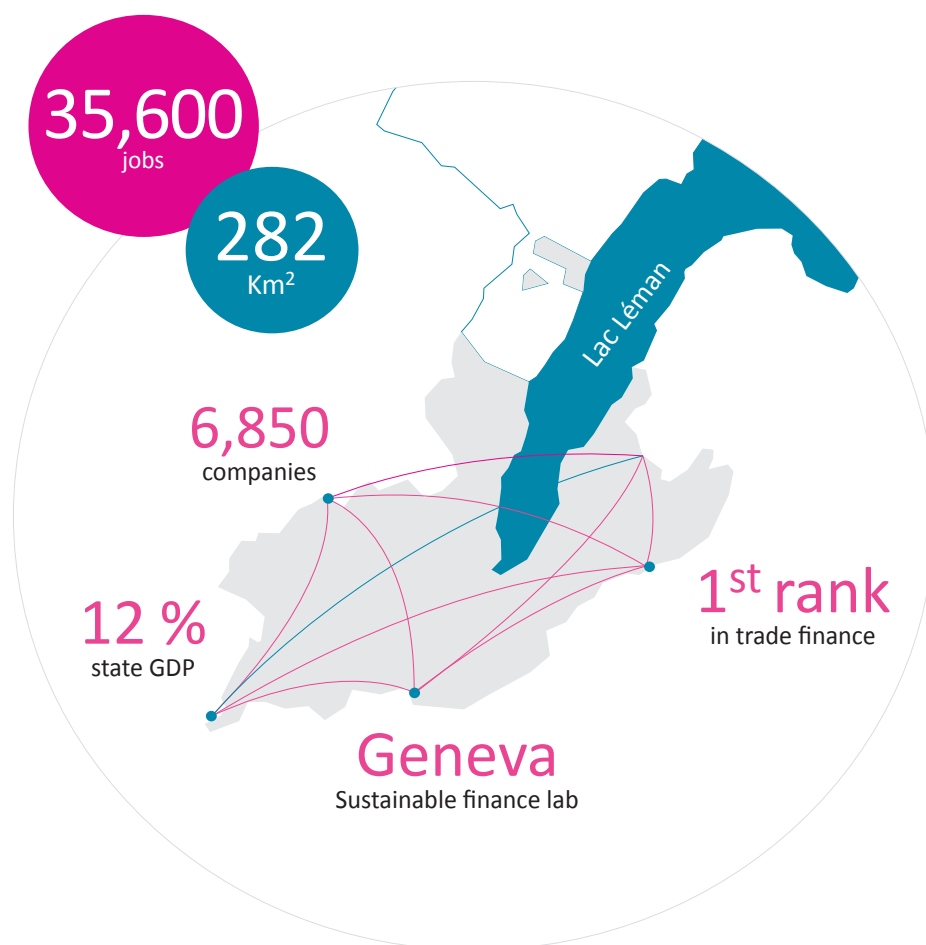 35,600
jobs
282
Km²
Lac Léman
6,850
companies
12 %
state GDP
1st rank
in trade finance
Geneva
Sustainable finance lab